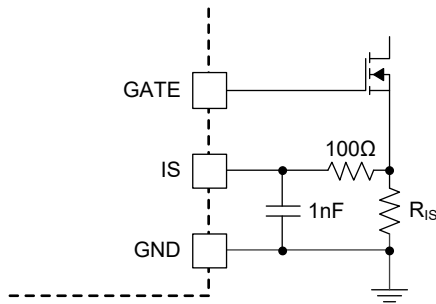 GATE
100Ω
IS
1nF
RIS
GND